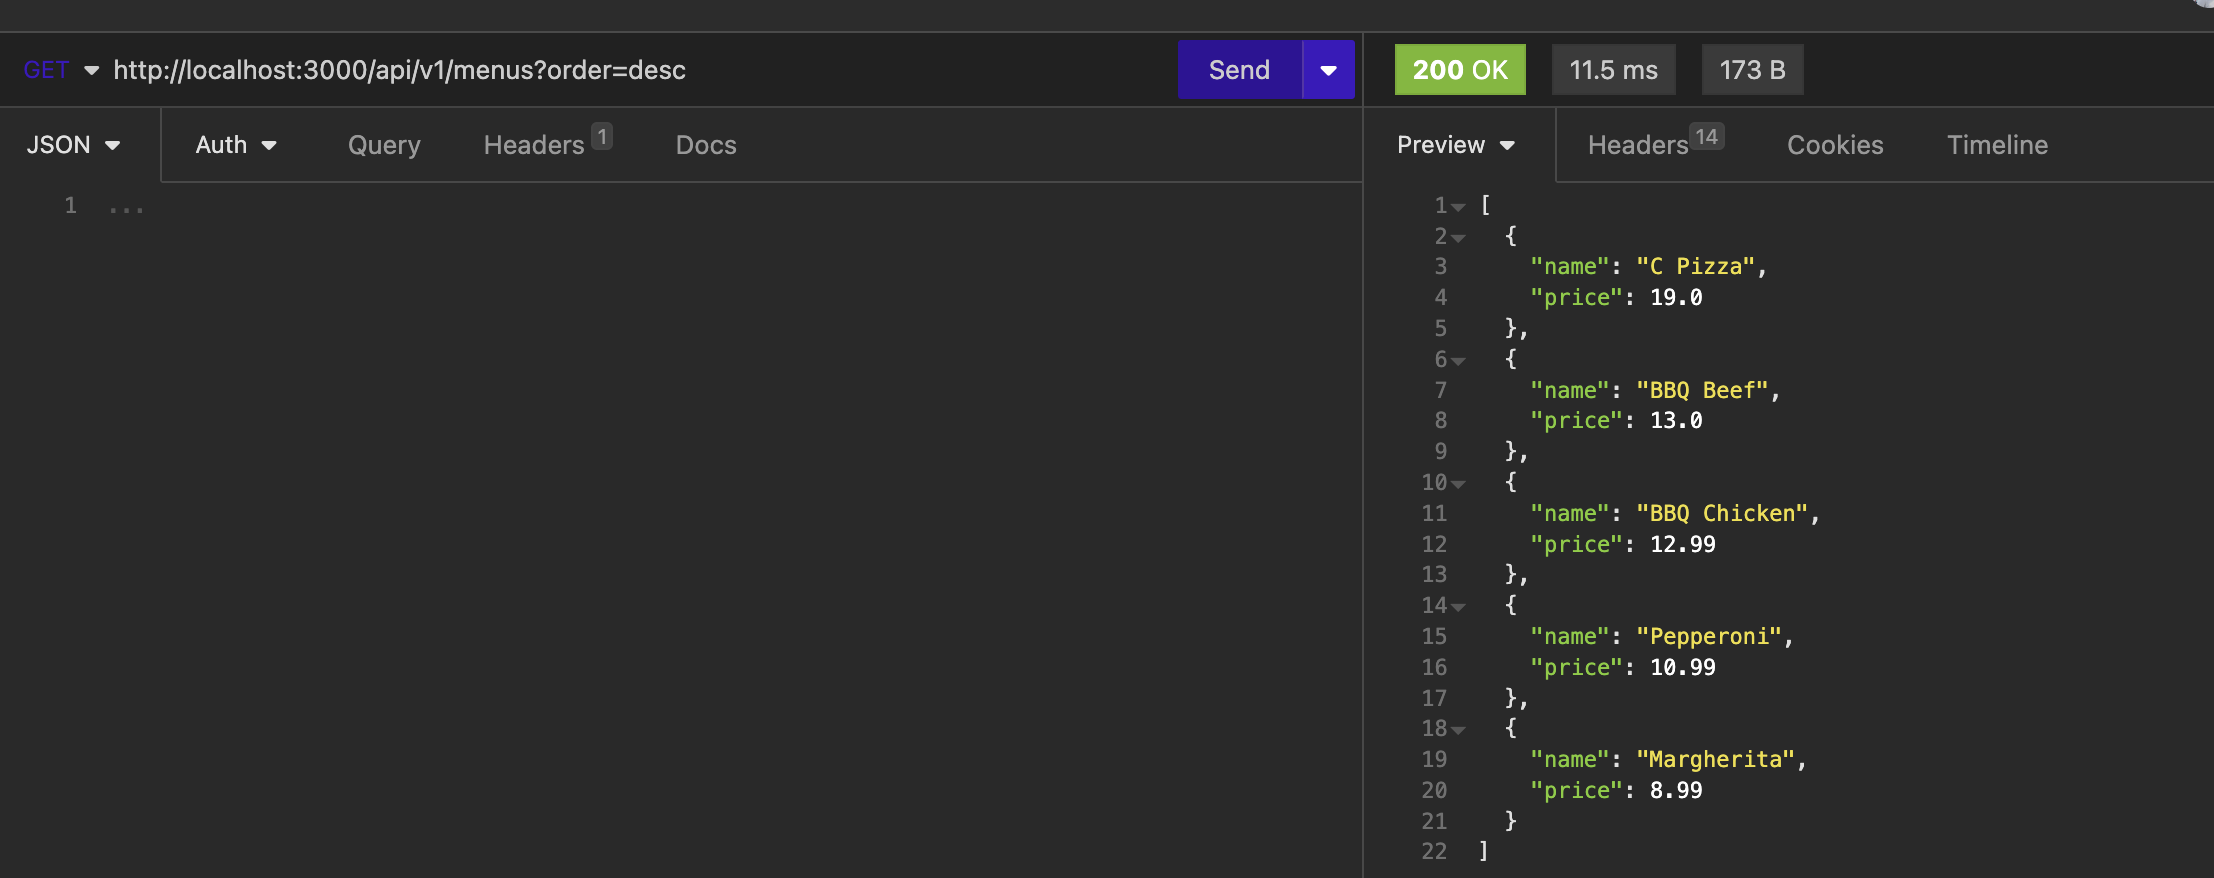 GET http://localhost:3000/api/v1/menus?order=desc Send
JSON Auth Query Headers 1 Docs
1 ...
200 OK 11.5 ms 173 B
Preview Headers 14 Cookies Timeline
1 [
2 {
3 "name": "C Pizza",
4 "price": 19.0
5 },
6 {
7 "name": "BBQ Beef",
8 "price": 13.0
9 },
10 {
11 "name": "BBQ Chicken",
12 "price": 12.99
13 },
14 {
15 "name": "Pepperoni",
16 "price": 10.99
17 },
18 {
19 "name": "Margherita",
20 "price": 8.99
21 }
22 ]